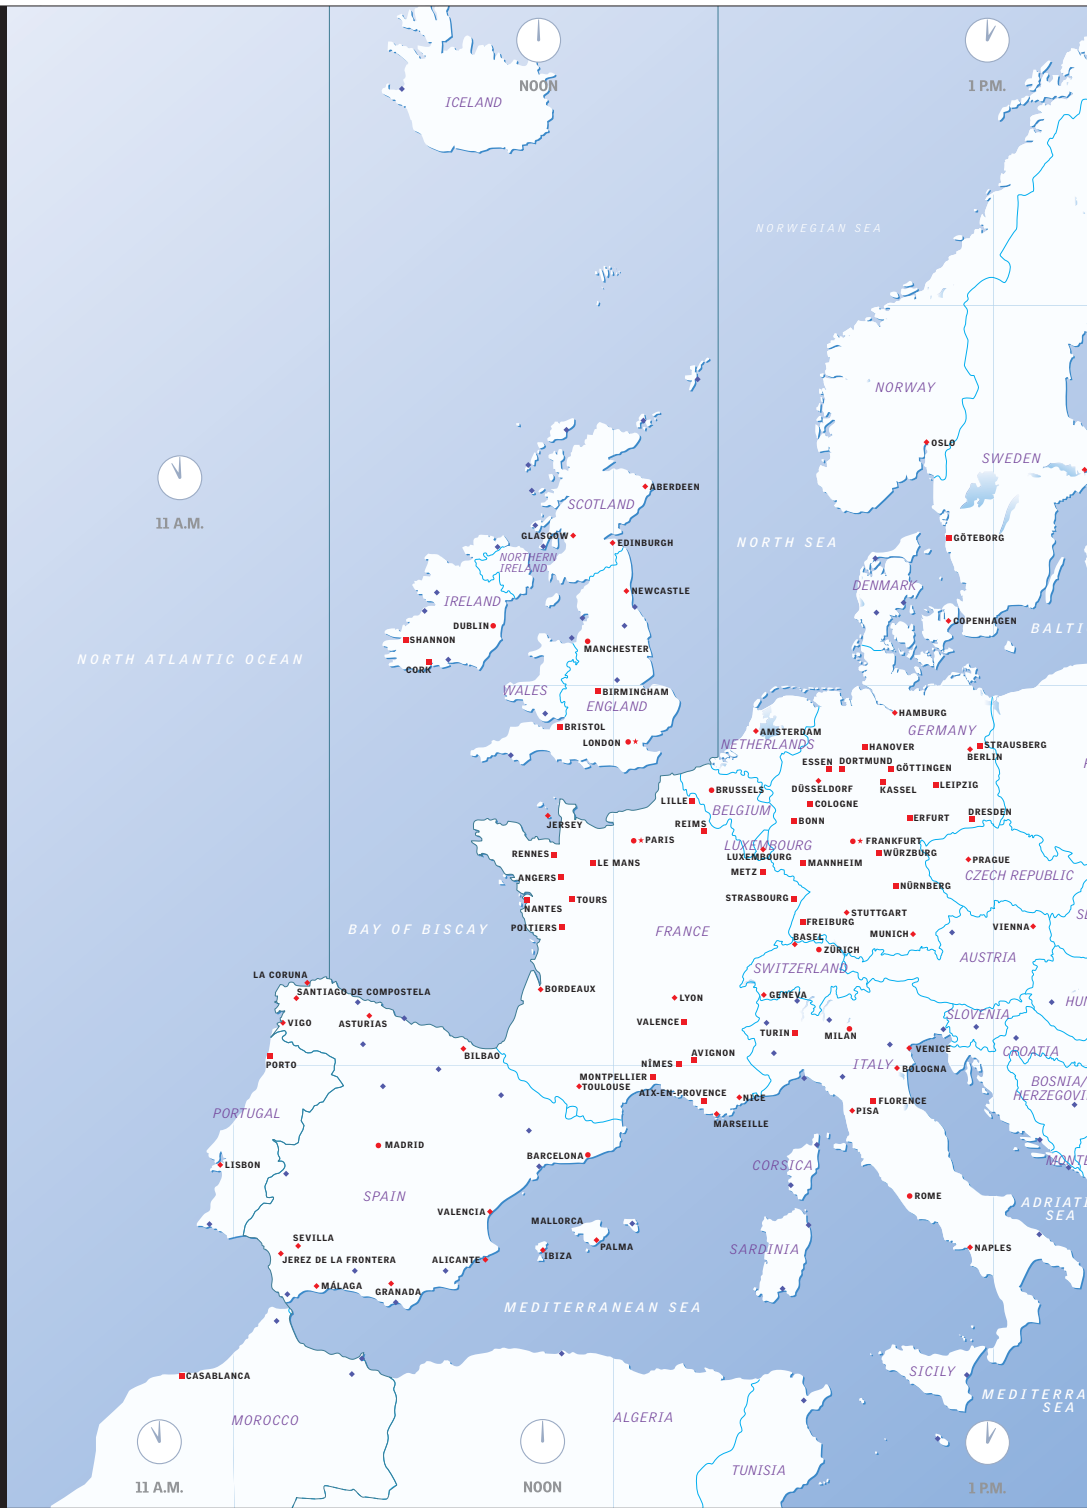 NOON
1 P.M.
ICELAND
NORWEGIAN SEA
NORWAY
OSLO
SWEDEN
11 A.M.
ABERDEEN
SCOTLAND
GLASGOW
EDINBURGH
GÖTEBORG
NORTH SEA
NORTHERN
IRELAND
DENMARK
NEWCASTLE
IRELAND
DUBLIN
COPENHAGEN
BALTI
SHANNON
MANCHESTER
NORTH ATLANTIC OCEAN
CORK
WALES
BIRMINGHAM
ENGLAND
HAMBURG
BRISTOL
AMSTERDAM
GERMANY
LONDON
NETHERLANDS
HANOVER
STRAUSBERG
BERLIN
ESSEN
DORTMUND
GÖTTINGEN
DÜSSELDORF
KASSEL
LEIPZIG
BRUSSELS
LILLE
BELGIUM
COLOGNE
DRESDEN
JERSEY
REIMS
BONN
ERFURT
PARIS
LUXEMBOURG
LUXEMBOURG
FRANKFURT
RENNES
LE MANS
WÜRZBURG
PRAGUE
MANNHEIM
METZ
ANGERS
CZECH REPUBLIC
NÜRNBERG
NANTES
TOURS
STRASBOURG
STUTTGART
FREIBURG
POITIERS
BAY OF BISCAY
FRANCE
BASEL
MUNICH
VIENNA
ZÜRICH
AUSTRIA
SWITZERLAND
LA CORUNA
SANTIAGO DE COMPOSTELA
BORDEAUX
LYON
GENEVA
HUN
SLOVENIA
VIGO
ASTURIAS
VALENCE
TURIN
MILAN
BILBAO
VENICE
CROATIA
PORTO
AVIGNON
NÎMES
ITALY
BOLOGNA
MONTPELLIER
TOULOUSE
BOSNIA/
HERZEGOVI
AIX-EN-PROVENCE
NICE
FLORENCE
PORTUGAL
PISA
MARSEILLE
MADRID
BARCELONA
CORSICA
MONTE
LISBON
SPAIN
ROME
ADRIAT
SEA
VALENCIA
MALLORCA
SEVILLA
PALMA
SARDINIA
NAPLES
JEREZ DE LA FRONTERA
ALICANTE
IBIZA
MÁLAGA
GRANADA
MEDITERRANEAN SEA
CASABLANCA
SICILY
MEDITERRA
SEA
MOROCCO
ALGERIA
TUNISIA
11 A.M.
NOON
1 P.M.